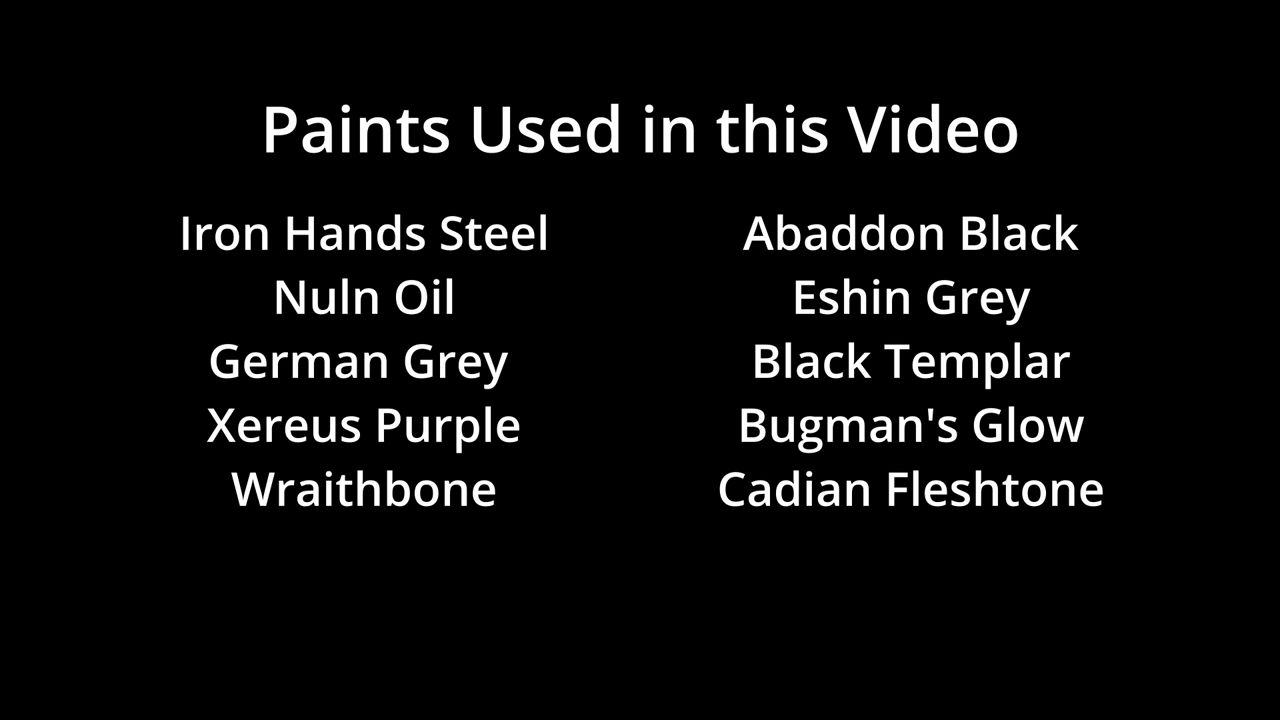 Paints Used in this Video
Iron Hands Steel
Nuln Oil
German Grey
Xereus Purple
Wraithbone
Abaddon Black
Eshin Grey
Black Templar
Bugman's Glow
Cadian Fleshtone